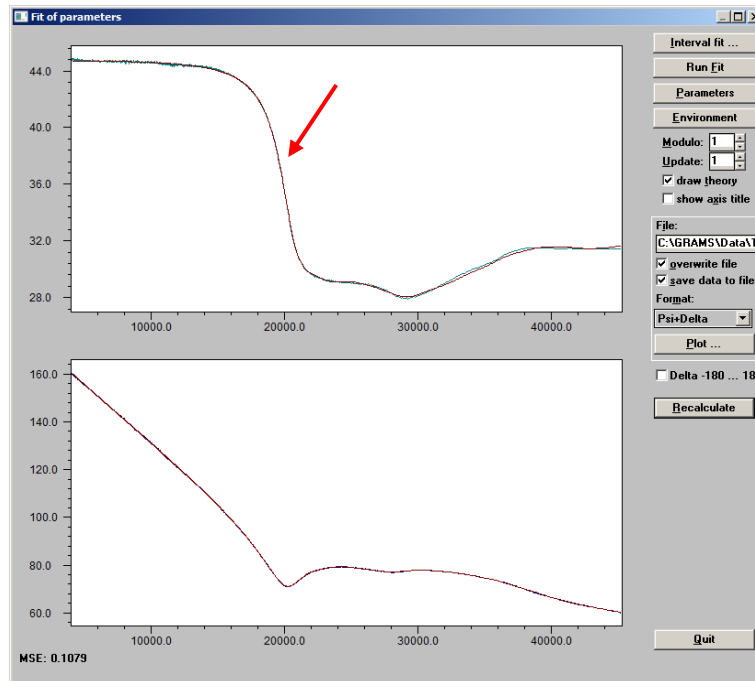 Fit of parameters
44.0
40.0
36.0
32.0
28.0
10000.0 20000.0 30000.0 40000.0
160.0
140.0
120.0
100.0
80.0
60.0
10000.0 20000.0 30000.0 40000.0
MSE: 0.1079
Interval fit ...
Run Fit
Parameters
Environment
Modulo: 1
Update: 1
draw theory
show axis title
File:
C:\GRAMS\Data\T
overwrite file
save data to file
Format:
Psi+Delta
Plot ...
Delta -180 ... 18
Recalculate
Quit